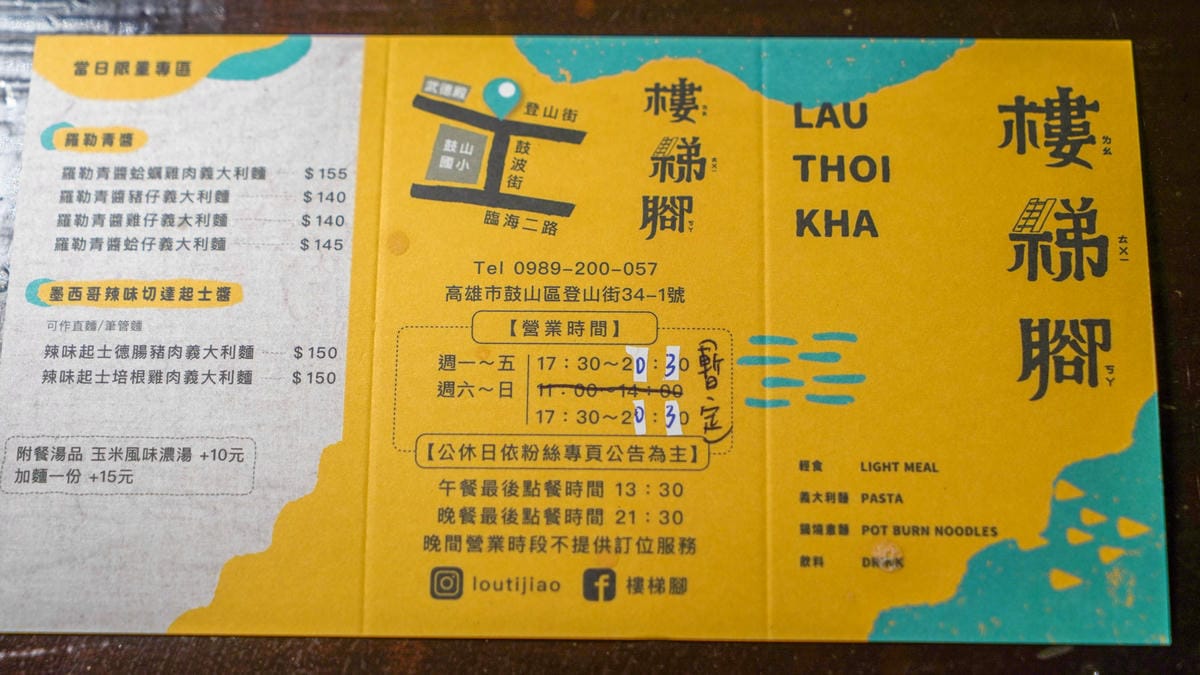 當日限量專區
羅勒青醬
羅勒青醬蛤蠣雞肉義大利麵 $155
羅勒青醬豬仔義大利麵 $140
羅勒青醬雞仔義大利麵 $140
羅勒青醬蛤仔義大利麵 $145
墨西哥辣味切達起士醬
可作直麵/筆管麵
辣味起士德腸豬肉義大利麵 $150
辣味起士培根雞肉義大利麵 $150
附餐湯品 玉米風味濃湯 +10元
加麵一份 +15元
武德殿
登山街
鼓山
國小
鼓波街
臨海二路
樓梯腳
Tel 0989-200-057
高雄市鼓山區登山街34-1號
【營業時間】
週一～五 17：30～20：30
週六～日 11：00～14：00
17：30～20：30
(暫定)
【公休日依粉絲專頁公告為主】
午餐最後點餐時間 13：30
晚餐最後點餐時間 21：30
晚間營業時段不提供訂位服務
loutijiao 樓梯腳
LAU
THOI
KHA
樓 ㄌㄠ
梯 ㄊㄨㄧ
腳 ㄎㄚ
輕食 LIGHT MEAL
義大利麵 PASTA
鍋燒意麵 POT BURN NOODLES
飲料 DRINK